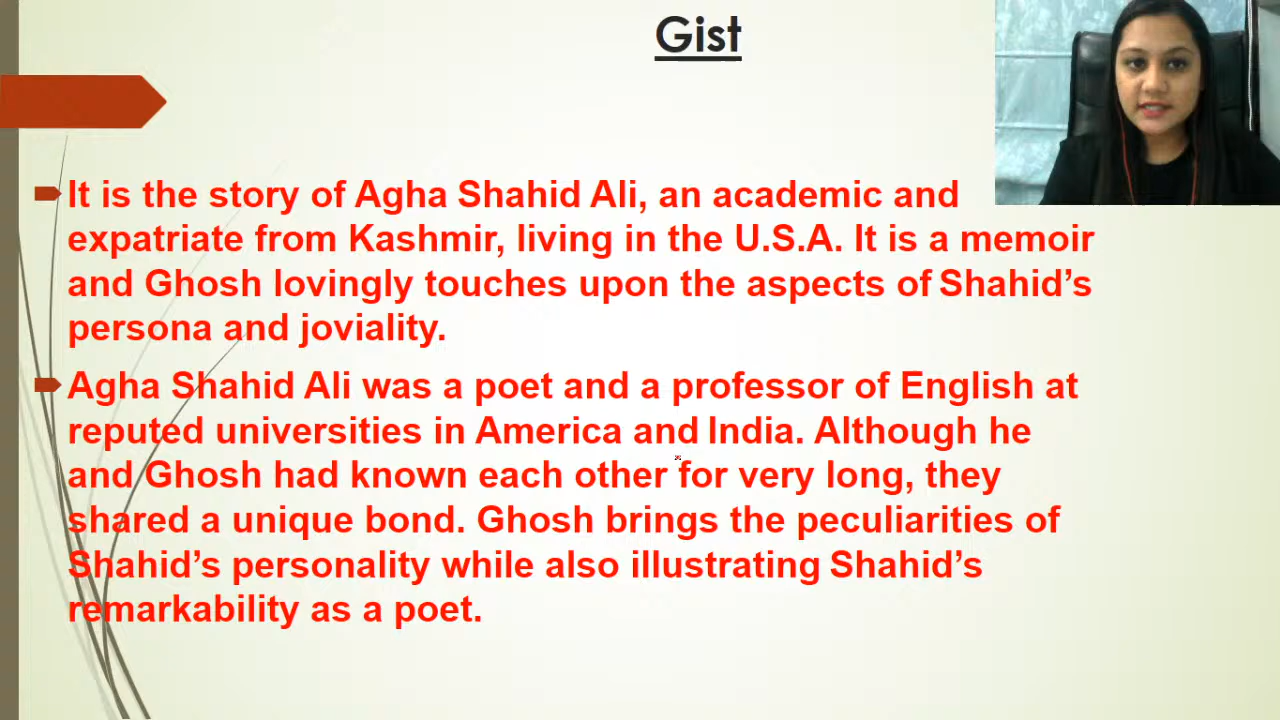 Gist
It is the story of Agha Shahid Ali, an academic and
expatriate from Kashmir, living in the U.S.A. It is a memoir
and Ghosh lovingly touches upon the aspects of Shahid’s
persona and joviality.
Agha Shahid Ali was a poet and a professor of English at
reputed universities in America and India. Although he
and Ghosh had known each other for very long, they
shared a unique bond. Ghosh brings the peculiarities of
Shahid’s personality while also illustrating Shahid’s
remarkability as a poet.